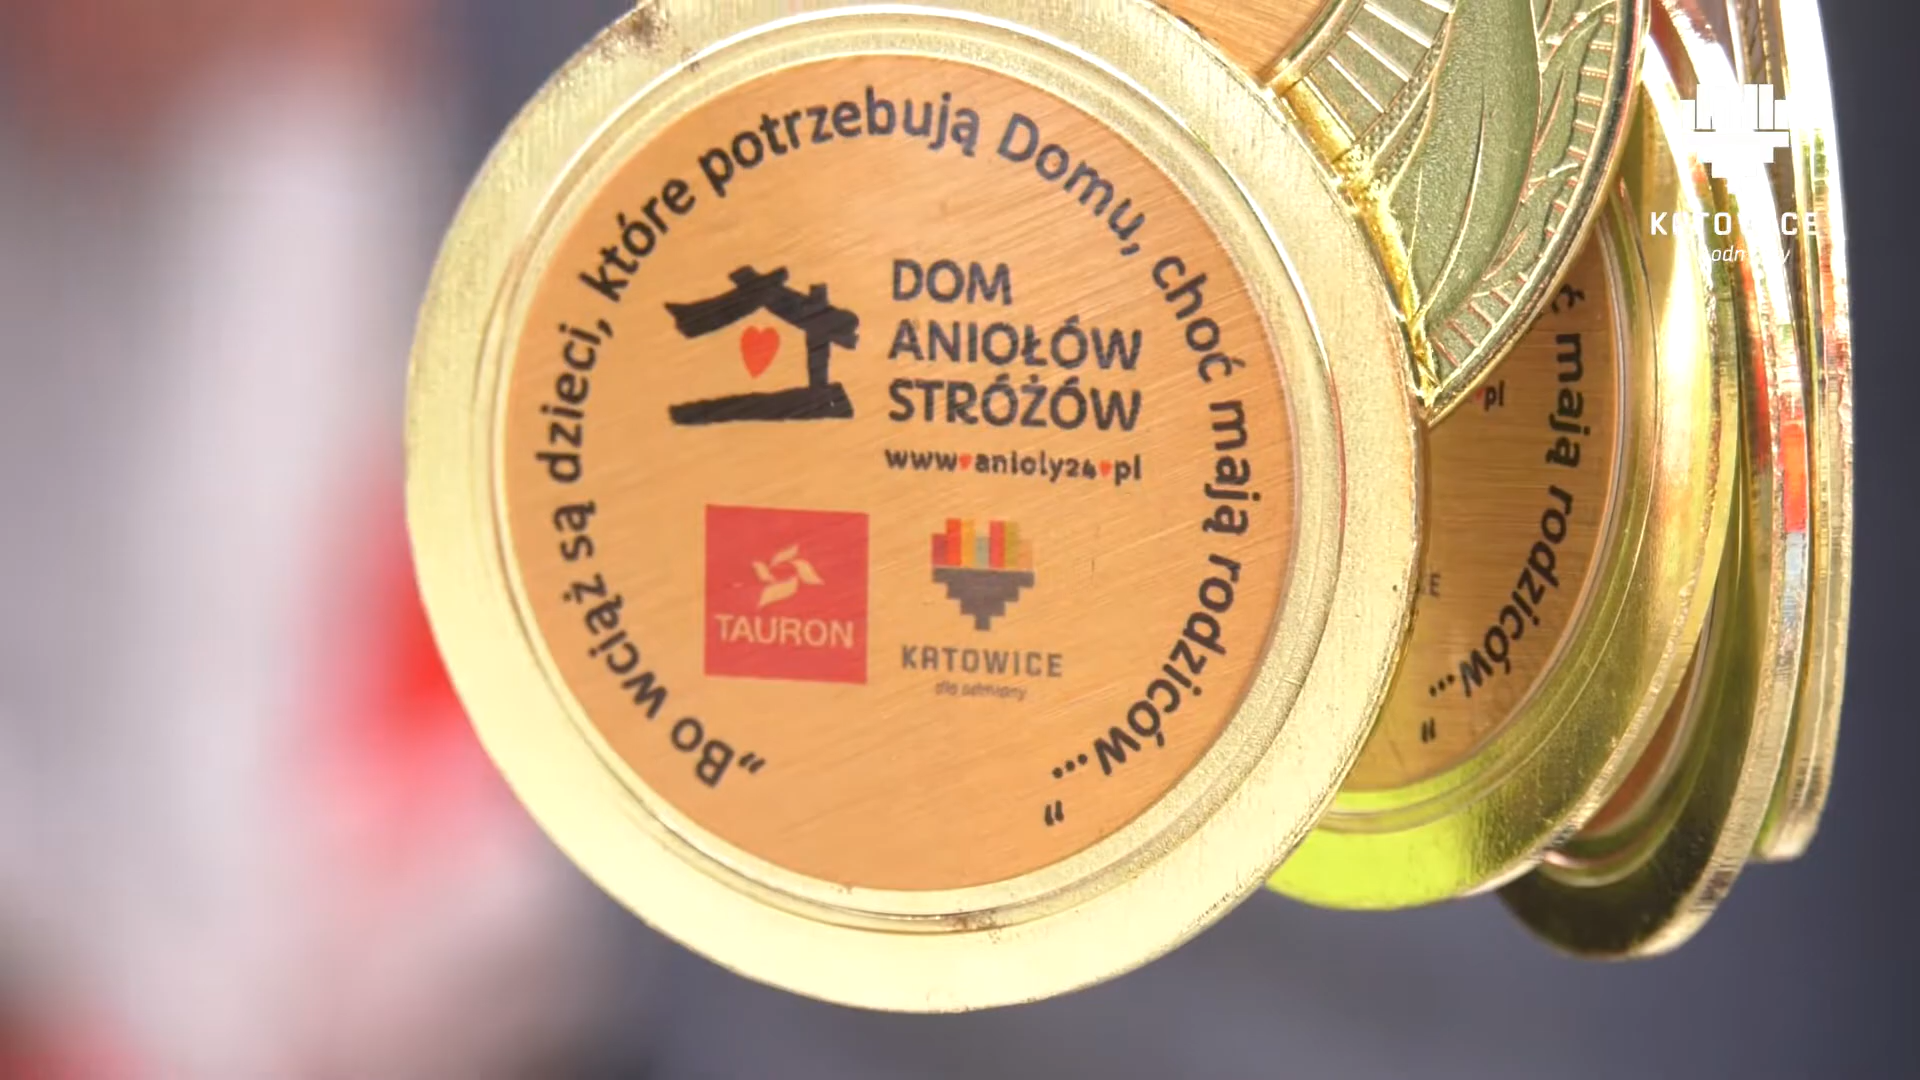 „Bo wciąż są dzieci, które potrzebują Domu, choć mają rodziców... ”
DOM
ANIOŁÓW
STRÓŻÓW
www.anioly24.pl
TAURON
KATOWICE
dla odmiany
mają rodziców... ”
pl
KATOWICE